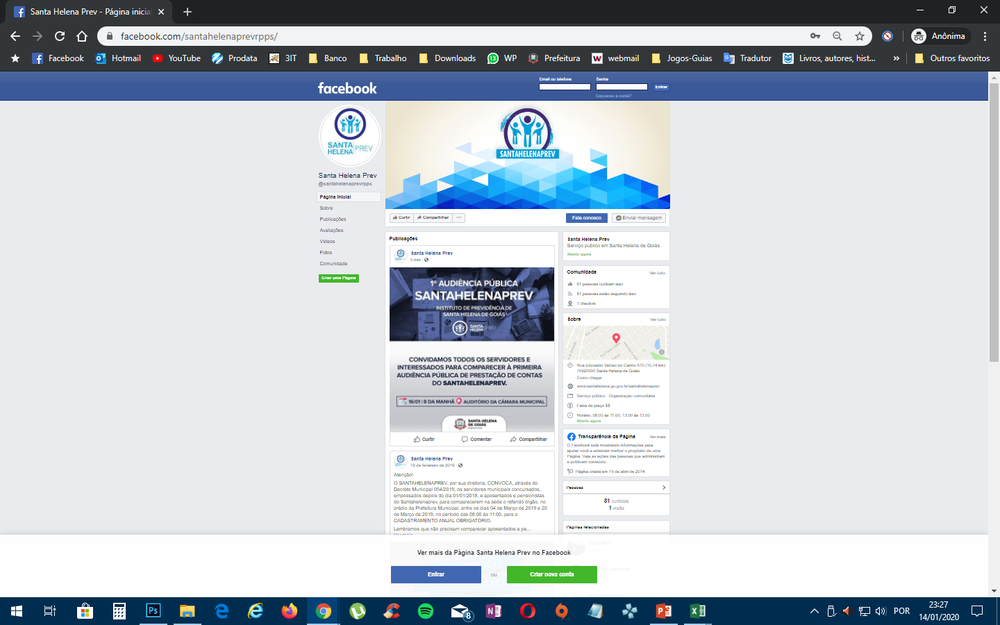 Santa Helena Prev - Página inicia
facebook.com/santahelenaprevrpps/
Anônima
Facebook
Hotmail
YouTube
Prodata
3IT
Banco
Trabalho
Downloads
13
WP
Prefeitura
webmail
Jogos-Guias
Tradutor
Livros, autores, hist...
»
Outros favoritos
facebook
Email ou telefone
Senha
Entrar
Esqueceu a conta?
SANTA
HELENA PREV
SANTAHELENAPREV
Santa Helena Prev
@santahelenaprevrpps
Página inicial
Sobre
Publicações
Avaliações
Vídeos
Fotos
Comunidade
Criar uma Página
Curtir
Compartilhar
...
Fale conosco
Enviar mensagem
Publicações
Santa Helena Prev
5 min
1º AUDIÊNCIA PÚBLICA
SANTAHELENAPREV
INSTITUTO DE PREVIDÊNCIA DE
SANTA HELENA DE GOIÁS
SANTA
HELENA PREV
CONVIDAMOS TODOS OS SERVIDORES E
INTERESSADOS PARA COMPARECER À PRIMEIRA
AUDIÊNCIA PÚBLICA DE PRESTAÇÃO DE CONTAS
DO SANTAHELENAPREV.
16/01 | 8 DA MANHÃ AUDITÓRIO DA CÂMARA MUNICIPAL
SANTA HELENA
DE GOIÁS
Curtir
Comentar
Compartilhar
Santa Helena Prev
19 de fevereiro de 2019
Atenção!
O SANTAHELENAPREV, por sua diretoria, CONVOCA, através do
Decreto Municipal 054/2019, os servidores municipais concursados,
empossados depois do dia 01/01/2018, e aposentados e pensionistas
do Santahelenaprev, para comparecerem na sede o referido órgão, no
prédio da Prefeitura Municipal, entre os dias 04 de Março de 2019 e 20
de Março de 2019, no período das 08:00 às 11:00, para o
CADASTRAMENTO ANUAL OBRIGATÓRIO.
Lembramos que não precisam comparecer aposentados e pe...
Santa Helena Prev
Serviço público em Santa Helena de Goiás
Aberto agora
Comunidade
Ver tudo
81 pessoas curtiram isso
81 pessoas estão seguindo isso
1 check-in
Sobre
Ver tudo
Rua Eduvaldo Veloso do Carmo 510 (10,74 km)
75920000 Santa Helena de Goiás
Como chegar
www.santahelena.go.gov.br/santahelenaprev
Serviço público · Organização comunitária
Faixa de preço $$
Horário: 08:00 às 11:00, 13:00 às 13:00
Aberto agora
Transparência da Página
Ver mais
O Facebook está mostrando informações para
ajudar você a entender melhor o propósito de uma
Página. Veja as ações das pessoas que administram
e publicam conteúdo.
Página criada em 15 de abril de 2014
Pessoas
81 curtidas
1 visita
Páginas relacionadas
Ver mais da Página Santa Helena Prev no Facebook
Entrar
ou
Criar nova conta
Ps
8
POR
23:27
14/01/2020